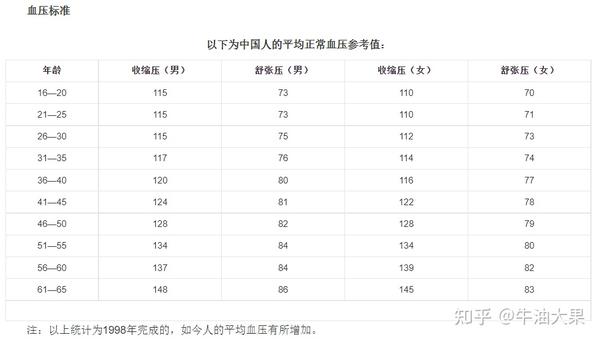 血压标准
以下为中国人的平均正常血压参考值：
年龄 收缩压（男） 舒张压（男） 收缩压（女） 舒张压（女）
16—20 115 73 110 70
21—25 115 73 110 71
26—30 115 75 112 73
31—35 117 76 114 74
36—40 120 80 116 77
41—45 124 81 122 78
46—50 128 82 128 79
51—55 134 84 134 80
56—60 137 84 139 82
61—65 148 86 145 83
知乎 @牛油大果
注：以上统计为1998年完成的，如今人的平均血压有所增加。